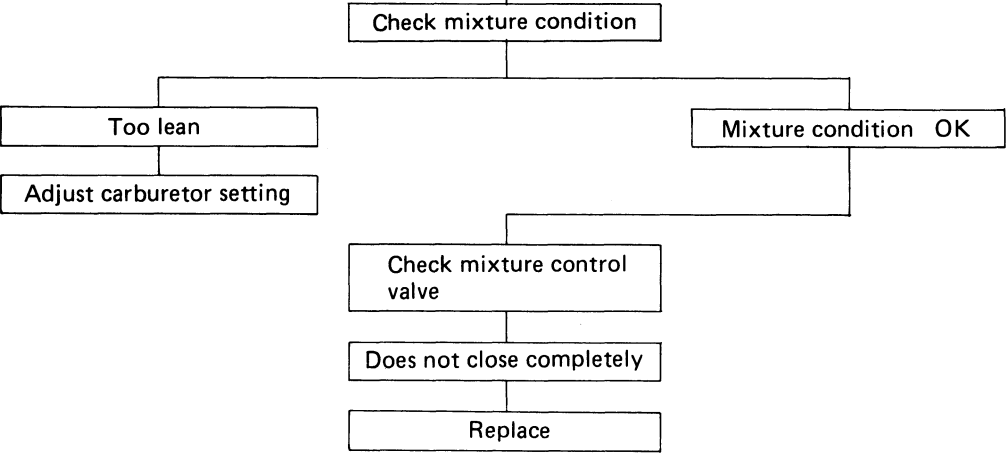 Check mixture condition
Too lean
Mixture condition OK
Adjust carburetor setting
Check mixture control
valve
Does not close completely
Replace